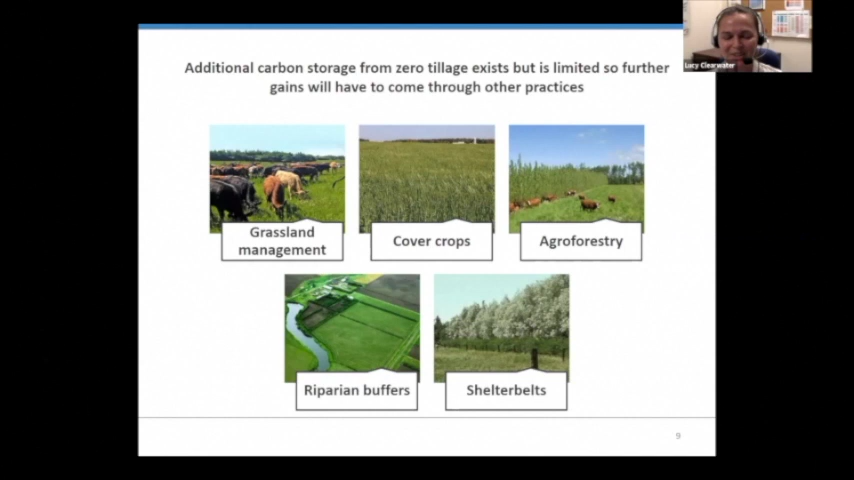 Additional carbon storage from zero tillage exists but is limited so further
gains will have to come through other practices
Lucy Clearwater
Grassland
management
Cover crops
Agroforestry
Riparian buffers
Shelterbelts
9